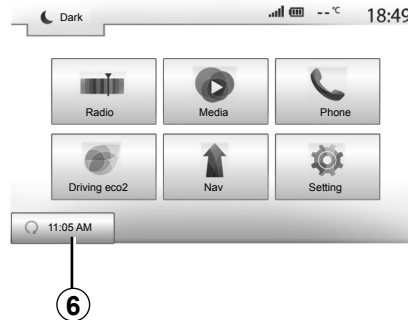 Dark
--°C
18:49
Radio
Media
Phone
Driving eco2
Nav
Setting
11:05 AM
6